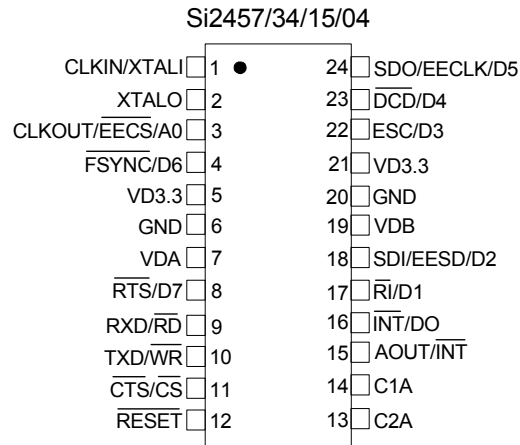 Si2457/34/15/04
CLKIN/XTALI 1 24 SDO/EECLK/D5
XTALO 2 23 DCD/D4
CLKOUT/EECS/A0 3 22 ESC/D3
FSYNC/D6 4 21 VD3.3
VD3.3 5 20 GND
GND 6 19 VDB
VDA 7 18 SDI/EESD/D2
RTS/D7 8 17 RI/D1
RXD/RD 9 16 INT/DO
TXD/WR 10 15 AOUT/INT
CTS/CS 11 14 C1A
RESET 12 13 C2A